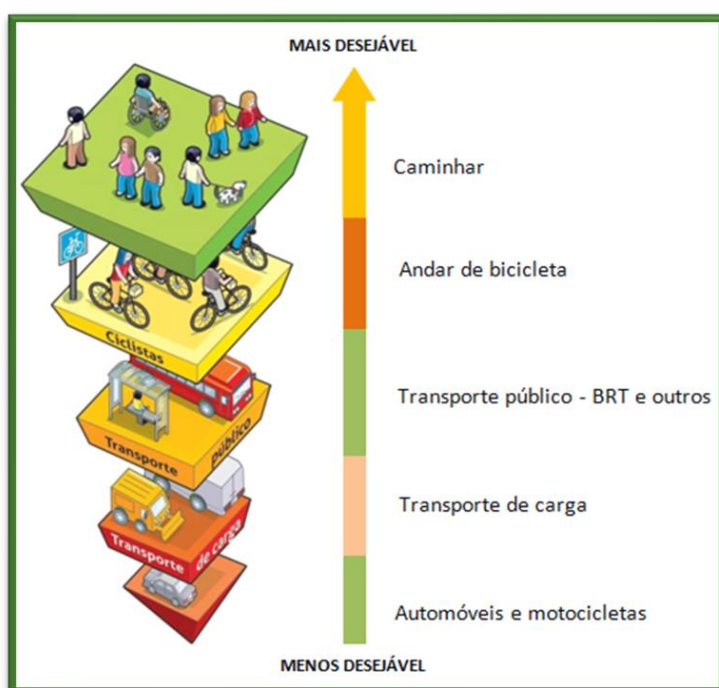 MAIS DESEJÁVEL
Caminhar
Andar de bicicleta
Ciclistas
Transporte público - BRT e outros
Transporte público
Transporte de carga
Transporte de carga
Automóveis e motocicletas
MENOS DESEJÁVEL